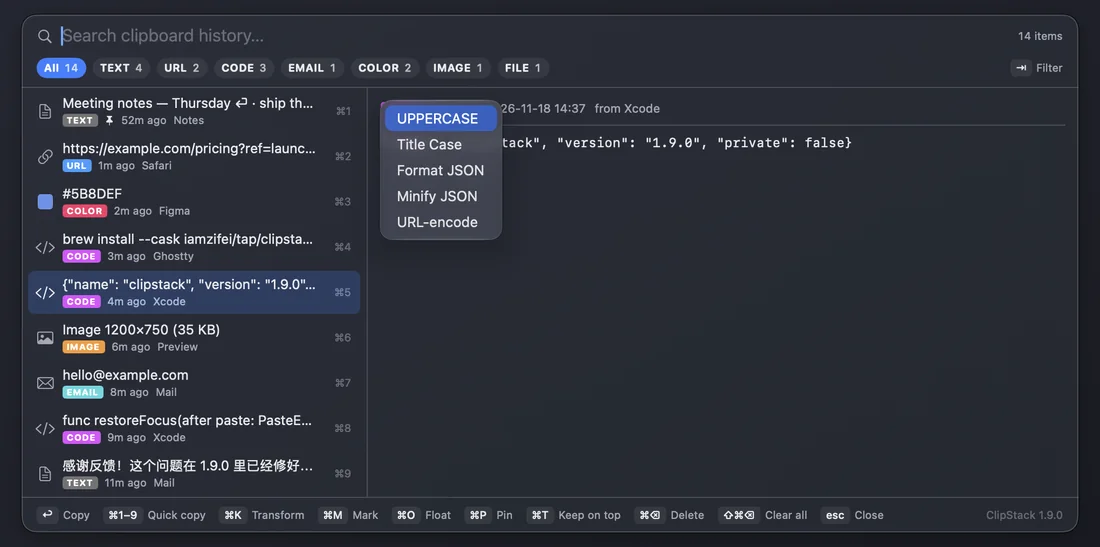 Search clipboard history...
14 items
All 14 TEXT 4 URL 2 CODE 3 EMAIL 1 COLOR 2 IMAGE 1 FILE 1
Filter
Meeting notes — Thursday ⏎ · ship th...
⌘1
TEXT 52m ago Notes
https://example.com/pricing?ref=launc...
⌘2
URL 1m ago Safari
#5B8DEF
⌘3
COLOR 2m ago Figma
brew install --cask iamzifei/tap/clipsta...
⌘4
CODE 3m ago Ghostty
{"name": "clipstack", "version": "1.9.0"...
⌘5
CODE 4m ago Xcode
Image 1200×750 (35 KB)
⌘6
IMAGE 6m ago Preview
hello@example.com
⌘7
EMAIL 8m ago Mail
func restoreFocus(after paste: PasteE...
⌘8
CODE 9m ago Xcode
感谢反馈！这个问题在 1.9.0 里已经修好...
⌘9
TEXT 11m ago Mail
26-11-18 14:37 from Xcode
stack", "version": "1.9.0", "private": false}
UPPERCASE
Title Case
Format JSON
Minify JSON
URL-encode
↩ Copy ⌘1–9 Quick copy ⌘K Transform ⌘M Mark ⌘O Float ⌘P Pin ⌘T Keep on top ⌘⌫ Delete ⇧⌘⌫ Clear all esc Close
ClipStack 1.9.0